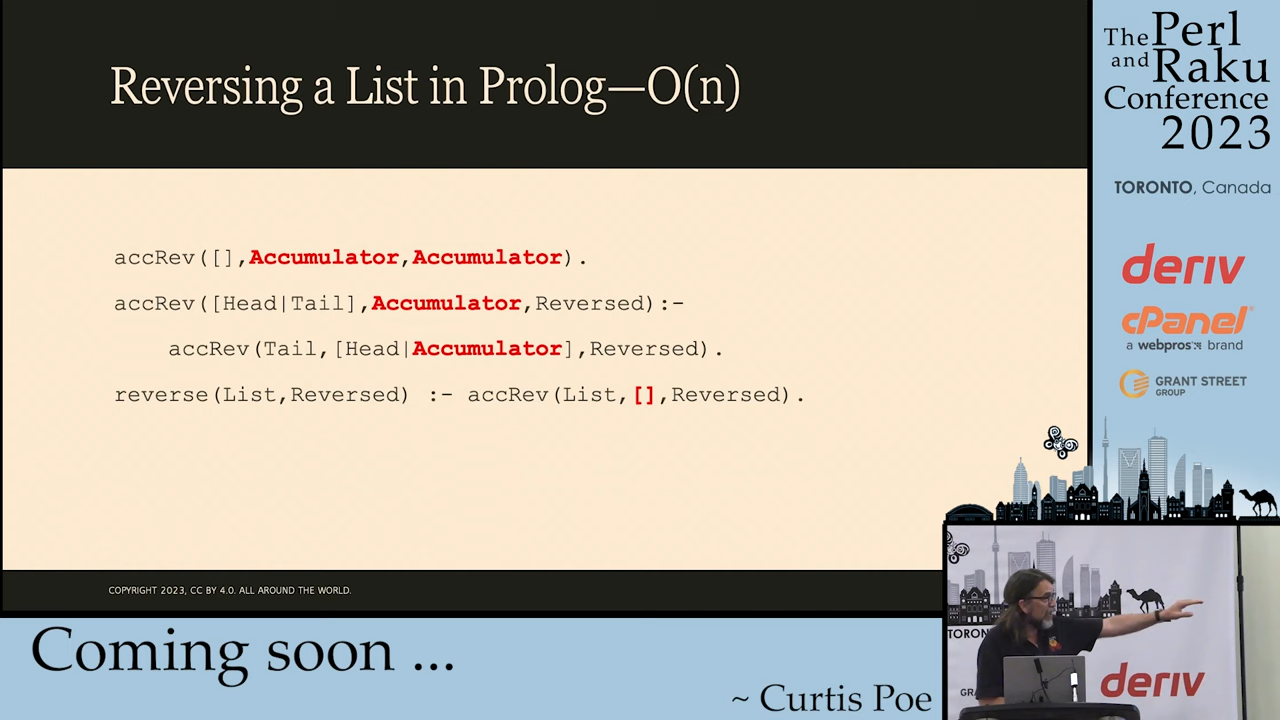 Reversing a List in Prolog—O(n)
accRev([],Accumulator,Accumulator).
accRev([Head|Tail],Accumulator,Reversed):-
accRev(Tail,[Head|Accumulator],Reversed).
reverse(List,Reversed) :- accRev(List,[],Reversed).
COPYRIGHT 2023, CC BY 4.0. ALL AROUND THE WORLD.
The Perl
and Raku
Conference
2023
TORONTO, Canada
deriv
cPanel
a webpros brand
GRANT STREET
GROUP
TORON
GR
deriv
Coming soon ...
~ Curtis Poe